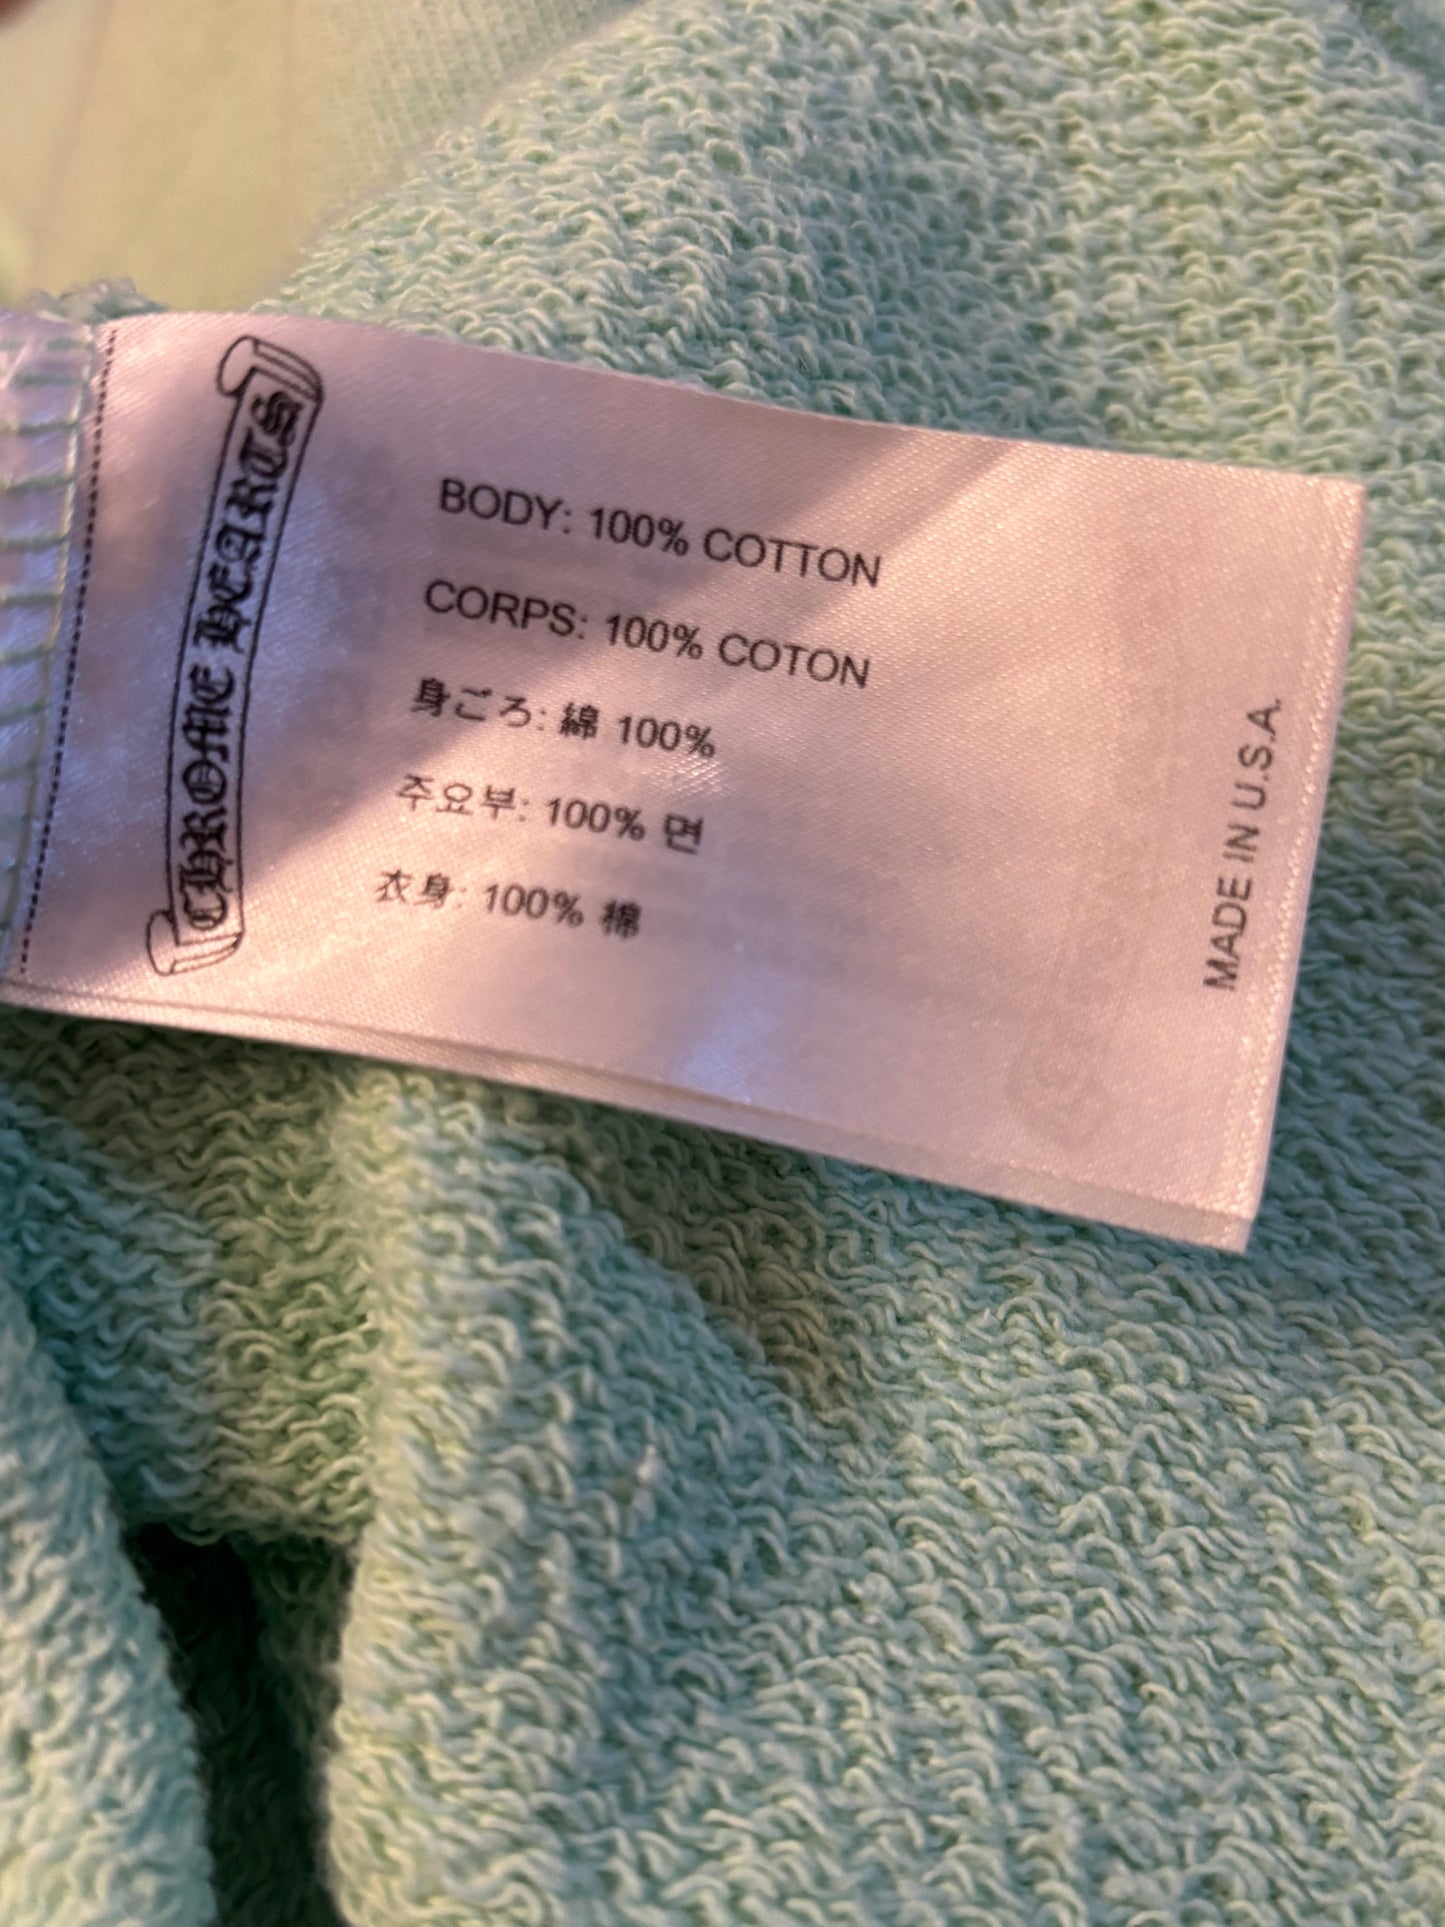 CHROME HEARTS
BODY: 100% COTTON
CORPS: 100% COTON
身ごろ: 綿 100%
주요부: 100% 면
衣身: 100% 棉
MADE IN U.S.A.